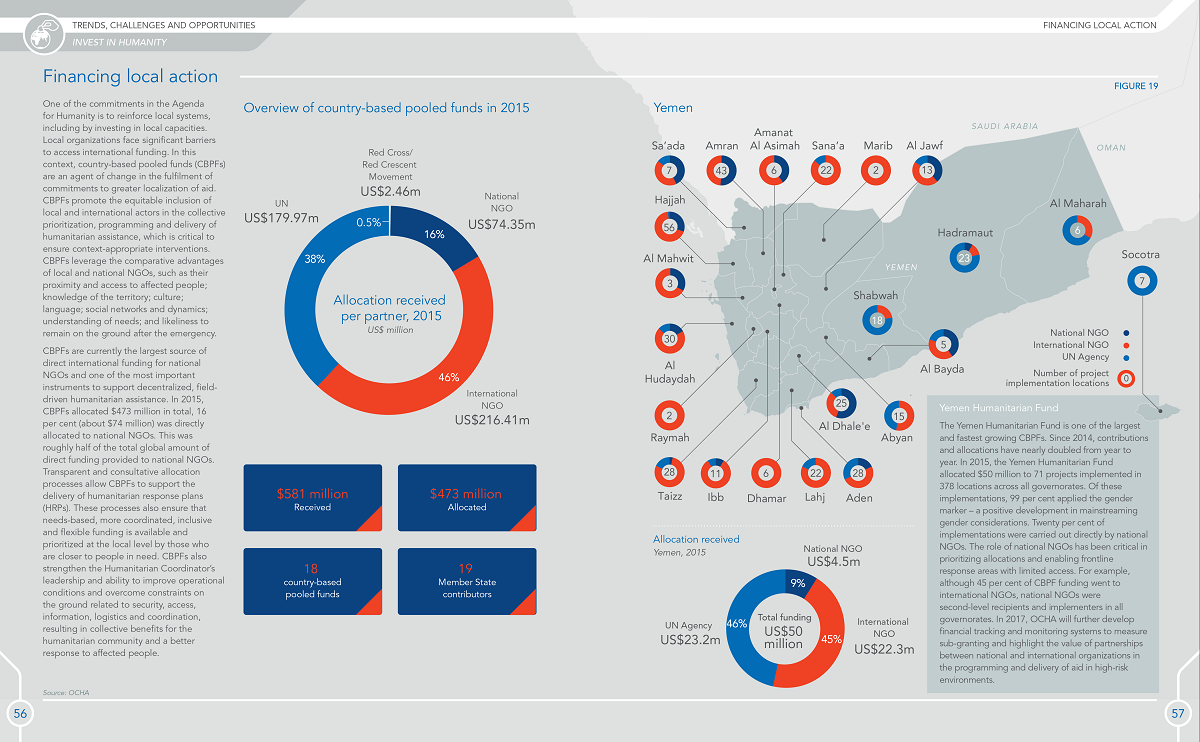 TRENDS, CHALLENGES AND OPPORTUNITIES
INVEST IN HUMANITY
FINANCING LOCAL ACTION
Financing local action
One of the commitments in the Agenda
for Humanity is to reinforce local systems,
including by investing in local capacities.
Local organizations face significant barriers
to access international funding. In this
context, country-based pooled funds (CBPFs)
are an agent of change in the fulfilment of
commitments to greater localization of aid.
CBPFs promote the equitable inclusion of
local and international actors in the collective
prioritization, programming and delivery of
humanitarian assistance, which is critical to
ensure context-appropriate interventions.
CBPFs leverage the comparative advantages
of local and national NGOs, such as their
proximity and access to affected people;
knowledge of the territory; culture;
language; social networks and dynamics;
understanding of needs; and likeliness to
remain on the ground after the emergency.
CBPFs are currently the largest source of
direct international funding for national
NGOs and one of the most important
instruments to support decentralized, field-
driven humanitarian assistance. In 2015,
CBPFs allocated $473 million in total, 16
per cent (about $74 million) was directly
allocated to national NGOs. This was
roughly half of the total global amount of
direct funding provided to national NGOs.
Transparent and consultative allocation
processes allow CBPFs to support the
delivery of humanitarian response plans
(HRPs). These processes also ensure that
needs-based, more coordinated, inclusive
and flexible funding is available and
prioritized at the local level by those who
are closer to people in need. CBPFs also
strengthen the Humanitarian Coordinator's
leadership and ability to improve operational
conditions and overcome constraints on
the ground related to security, access,
information, logistics and coordination,
resulting in collective benefits for the
humanitarian community and a better
response to affected people.
Source: OCHA
56
Overview of country-based pooled funds in 2015
Red Cross/
Red Crescent
Movement
US$2.46m
UN
US$179.97m
National
NGO
US$74.35m
0.5%
16%
38%
Allocation received
per partner, 2015
US$ million
46%
International
NGO
US$216.41m
$581 million
Received
$473 million
Allocated
18
country-based
pooled funds
19
Member State
contributors
FIGURE 19
Yemen
SAUDI ARABIA
OMAN
YEMEN
Sa'ada
7
Amran
43
Amanat
Al Asimah
6
Sana'a
22
Marib
2
Al Jawf
13
Hajjah
56
Al Mahwit
3
30
Al
Hudaydah
2
Raymah
28
Taizz
11
Ibb
6
Dhamar
22
Lahj
28
Aden
25
Al Dhale'e
15
Abyan
5
Al Bayda
Shabwah
18
Hadramaut
23
Al Maharah
6
Socotra
7
National NGO
International NGO
UN Agency
Number of project
implementation locations
0
Allocation received
Yemen, 2015
National NGO
US$4.5m
9%
UN Agency
US$23.2m
46%
Total funding
US$50
million
45%
International
NGO
US$22.3m
Yemen Humanitarian Fund
The Yemen Humanitarian Fund is one of the largest
and fastest growing CBPFs. Since 2014, contributions
and allocations have nearly doubled from year to
year. In 2015, the Yemen Humanitarian Fund
allocated $50 million to 71 projects implemented in
378 locations across all governorates. Of these
implementations, 99 per cent applied the gender
marker – a positive development in mainstreaming
gender considerations. Twenty per cent of
implementations were carried out directly by national
NGOs. The role of national NGOs has been critical in
prioritizing allocations and enabling frontline
response areas with limited access. For example,
although 45 per cent of CBPF funding went to
international NGOs, national NGOs were
second-level recipients and implementers in all
governorates. In 2017, OCHA will further develop
financial tracking and monitoring systems to measure
sub-granting and highlight the value of partnerships
between national and international organizations in
the programming and delivery of aid in high-risk
environments.
57